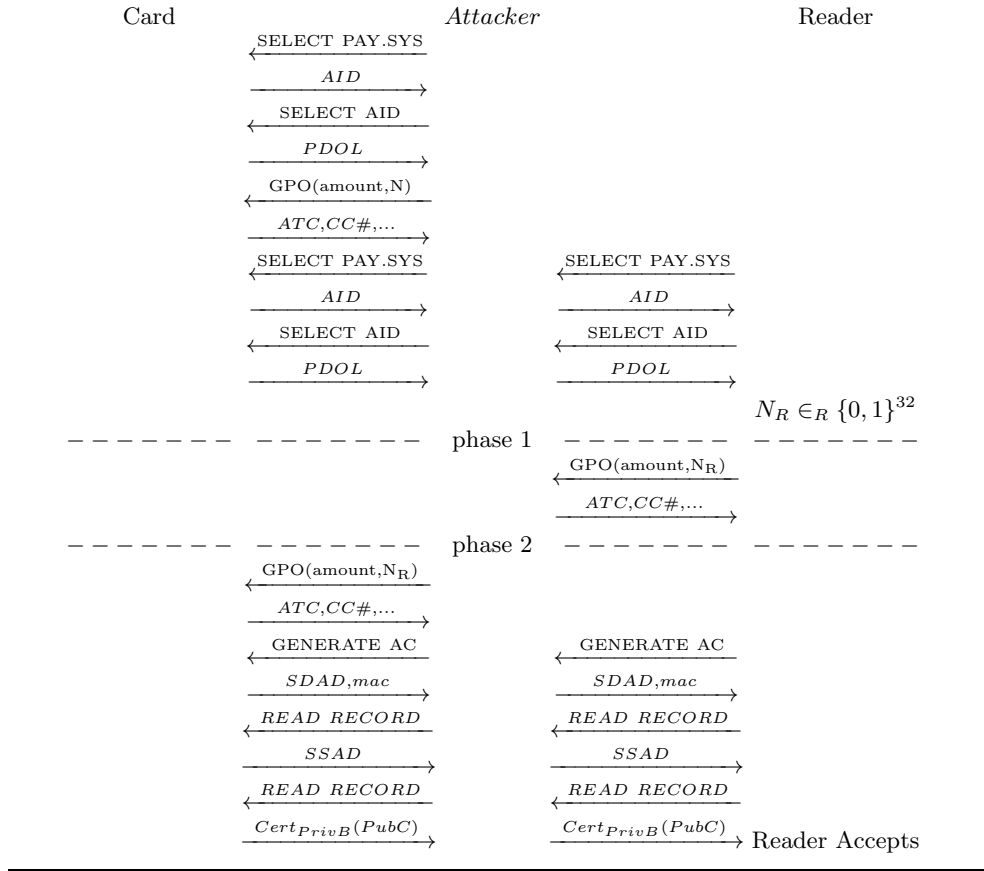 Card Attacker Reader
SELECT PAY.SYS
AID
SELECT AID
PDOL
GPO(amount,N)
ATC,CC#,...
SELECT PAY.SYS SELECT PAY.SYS
AID AID
SELECT AID SELECT AID
PDOL PDOL
N_R ∈_R {0, 1}^32
phase 1
GPO(amount,N_R)
ATC,CC#,...
phase 2
GPO(amount,N_R)
ATC,CC#,...
GENERATE AC GENERATE AC
SDAD,mac SDAD,mac
READ RECORD READ RECORD
SSAD SSAD
READ RECORD READ RECORD
Cert_PrivB(PubC) Cert_PrivB(PubC) Reader Accepts